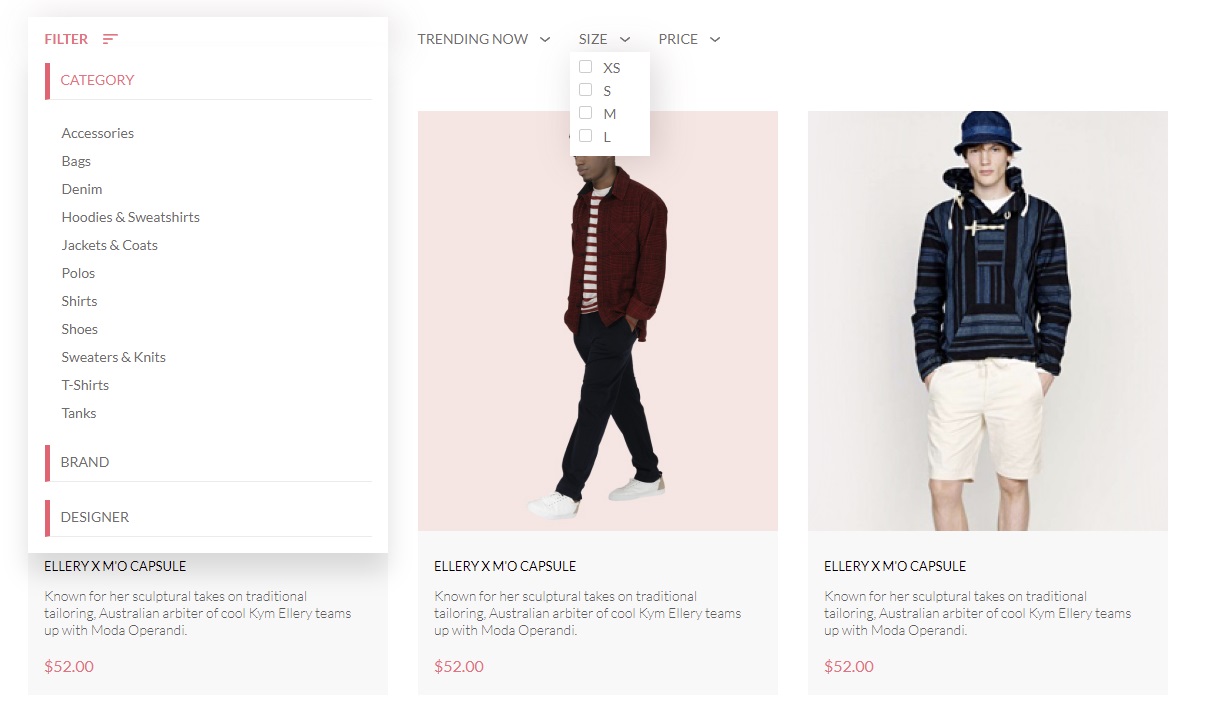 FILTER
TRENDING NOW
SIZE
PRICE
XS
S
M
L
CATEGORY
Accessories
Bags
Denim
Hoodies & Sweatshirts
Jackets & Coats
Polos
Shirts
Shoes
Sweaters & Knits
T-Shirts
Tanks
BRAND
DESIGNER
ELLERY X M'O CAPSULE
Known for her sculptural takes on traditional
tailoring, Australian arbiter of cool Kym Ellery teams
up with Moda Operandi.
$52.00
ELLERY X M'O CAPSULE
Known for her sculptural takes on traditional
tailoring, Australian arbiter of cool Kym Ellery teams
up with Moda Operandi.
$52.00
ELLERY X M'O CAPSULE
Known for her sculptural takes on traditional
tailoring, Australian arbiter of cool Kym Ellery teams
up with Moda Operandi.
$52.00